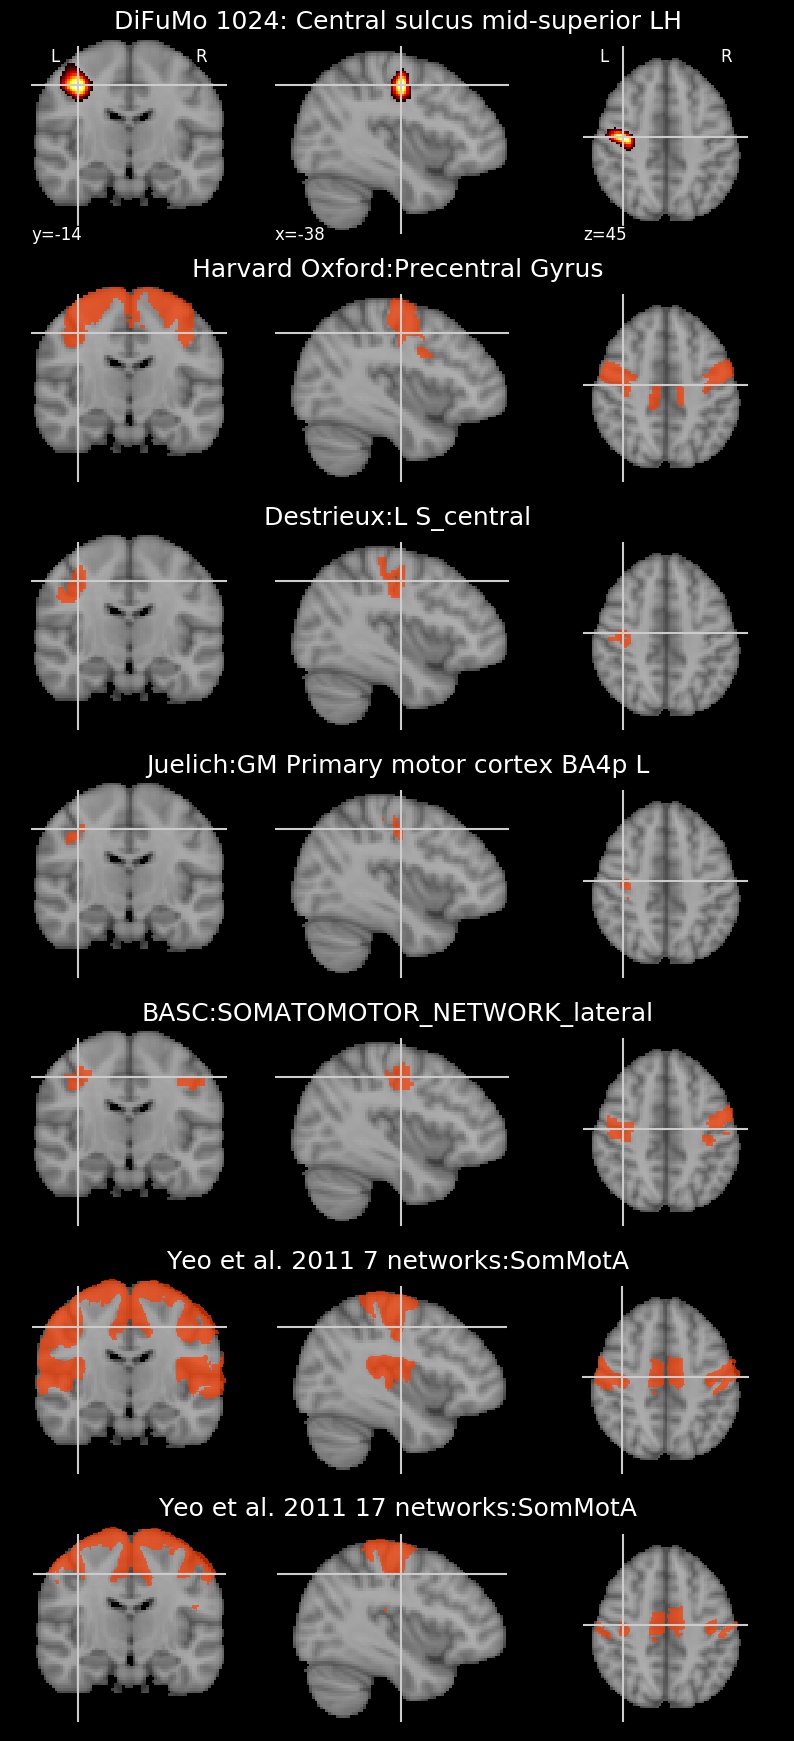 DiFuMo 1024: Central sulcus mid-superior LH
L R L R
y=-14 x=-38 z=45
Harvard Oxford:Precentral Gyrus
Destrieux:L S_central
Juelich:GM Primary motor cortex BA4p L
BASC:SOMATOMOTOR_NETWORK_lateral
Yeo et al. 2011 7 networks:SomMotA
Yeo et al. 2011 17 networks:SomMotA